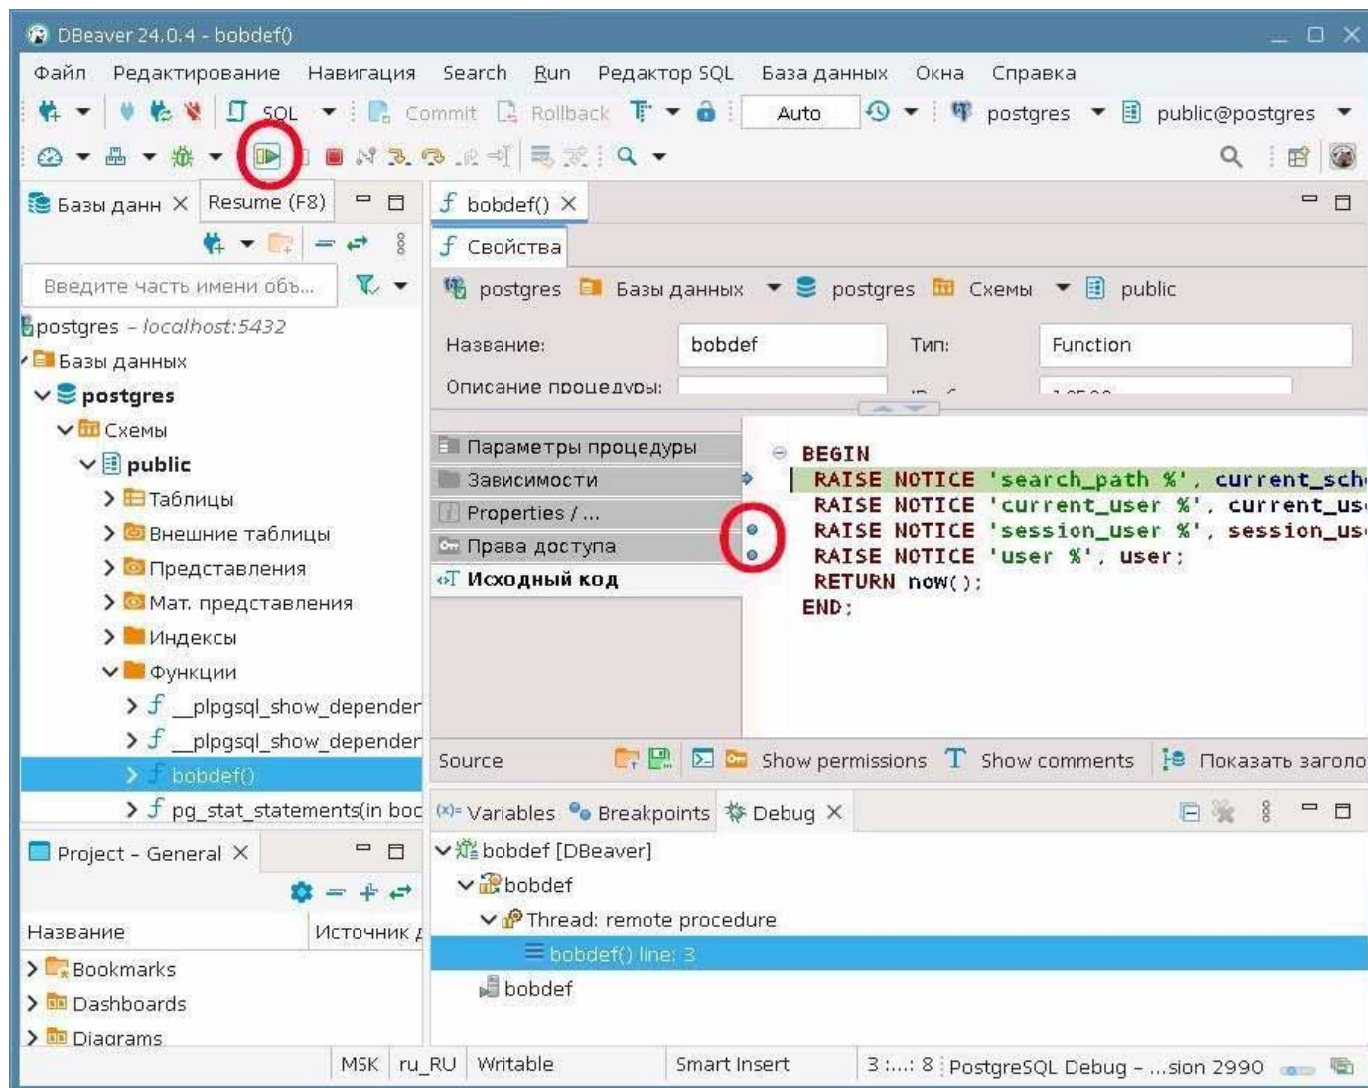 DBeaver 24.0.4 - bobdef()
Файл Редактирование Навигация Search Run Редактор SQL База данных Окна Справка
SQL Commit Rollback Auto postgres public@postgres
Базы данн Resume (F8) bobdef()
Свойства
Введите часть имени объ...
postgres Базы данных postgres Схемы public
postgres - localhost:5432
Название: bobdef Тип: Function
Базы данных
Описание процедуры:
postgres
Схемы
public
Таблицы
Внешние таблицы
Представления
Мат. представления
Индексы
Функции
__plpgsql_show_depender
__plpgsql_show_depender
bobdef()
pg_stat_statements(in boo
Параметры процедуры
Зависимости
Properties / ...
Права доступа
Исходный код
BEGIN
RAISE NOTICE 'search_path %', current_sch
RAISE NOTICE 'current_user %', current_us
RAISE NOTICE 'session_user %', session_us
RAISE NOTICE 'user %', user;
RETURN now();
END;
Source Show permissions Show comments Показать заголо
Variables Breakpoints Debug
bobdef [DBeaver]
bobdef
Thread: remote procedure
bobdef() line: 3
bobdef
Project - General
Название Источник д
Bookmarks
Dashboards
Diagrams
MSK ru_RU Writable Smart Insert 3 :...: 8 PostgreSQL Debug - ...sion 2990